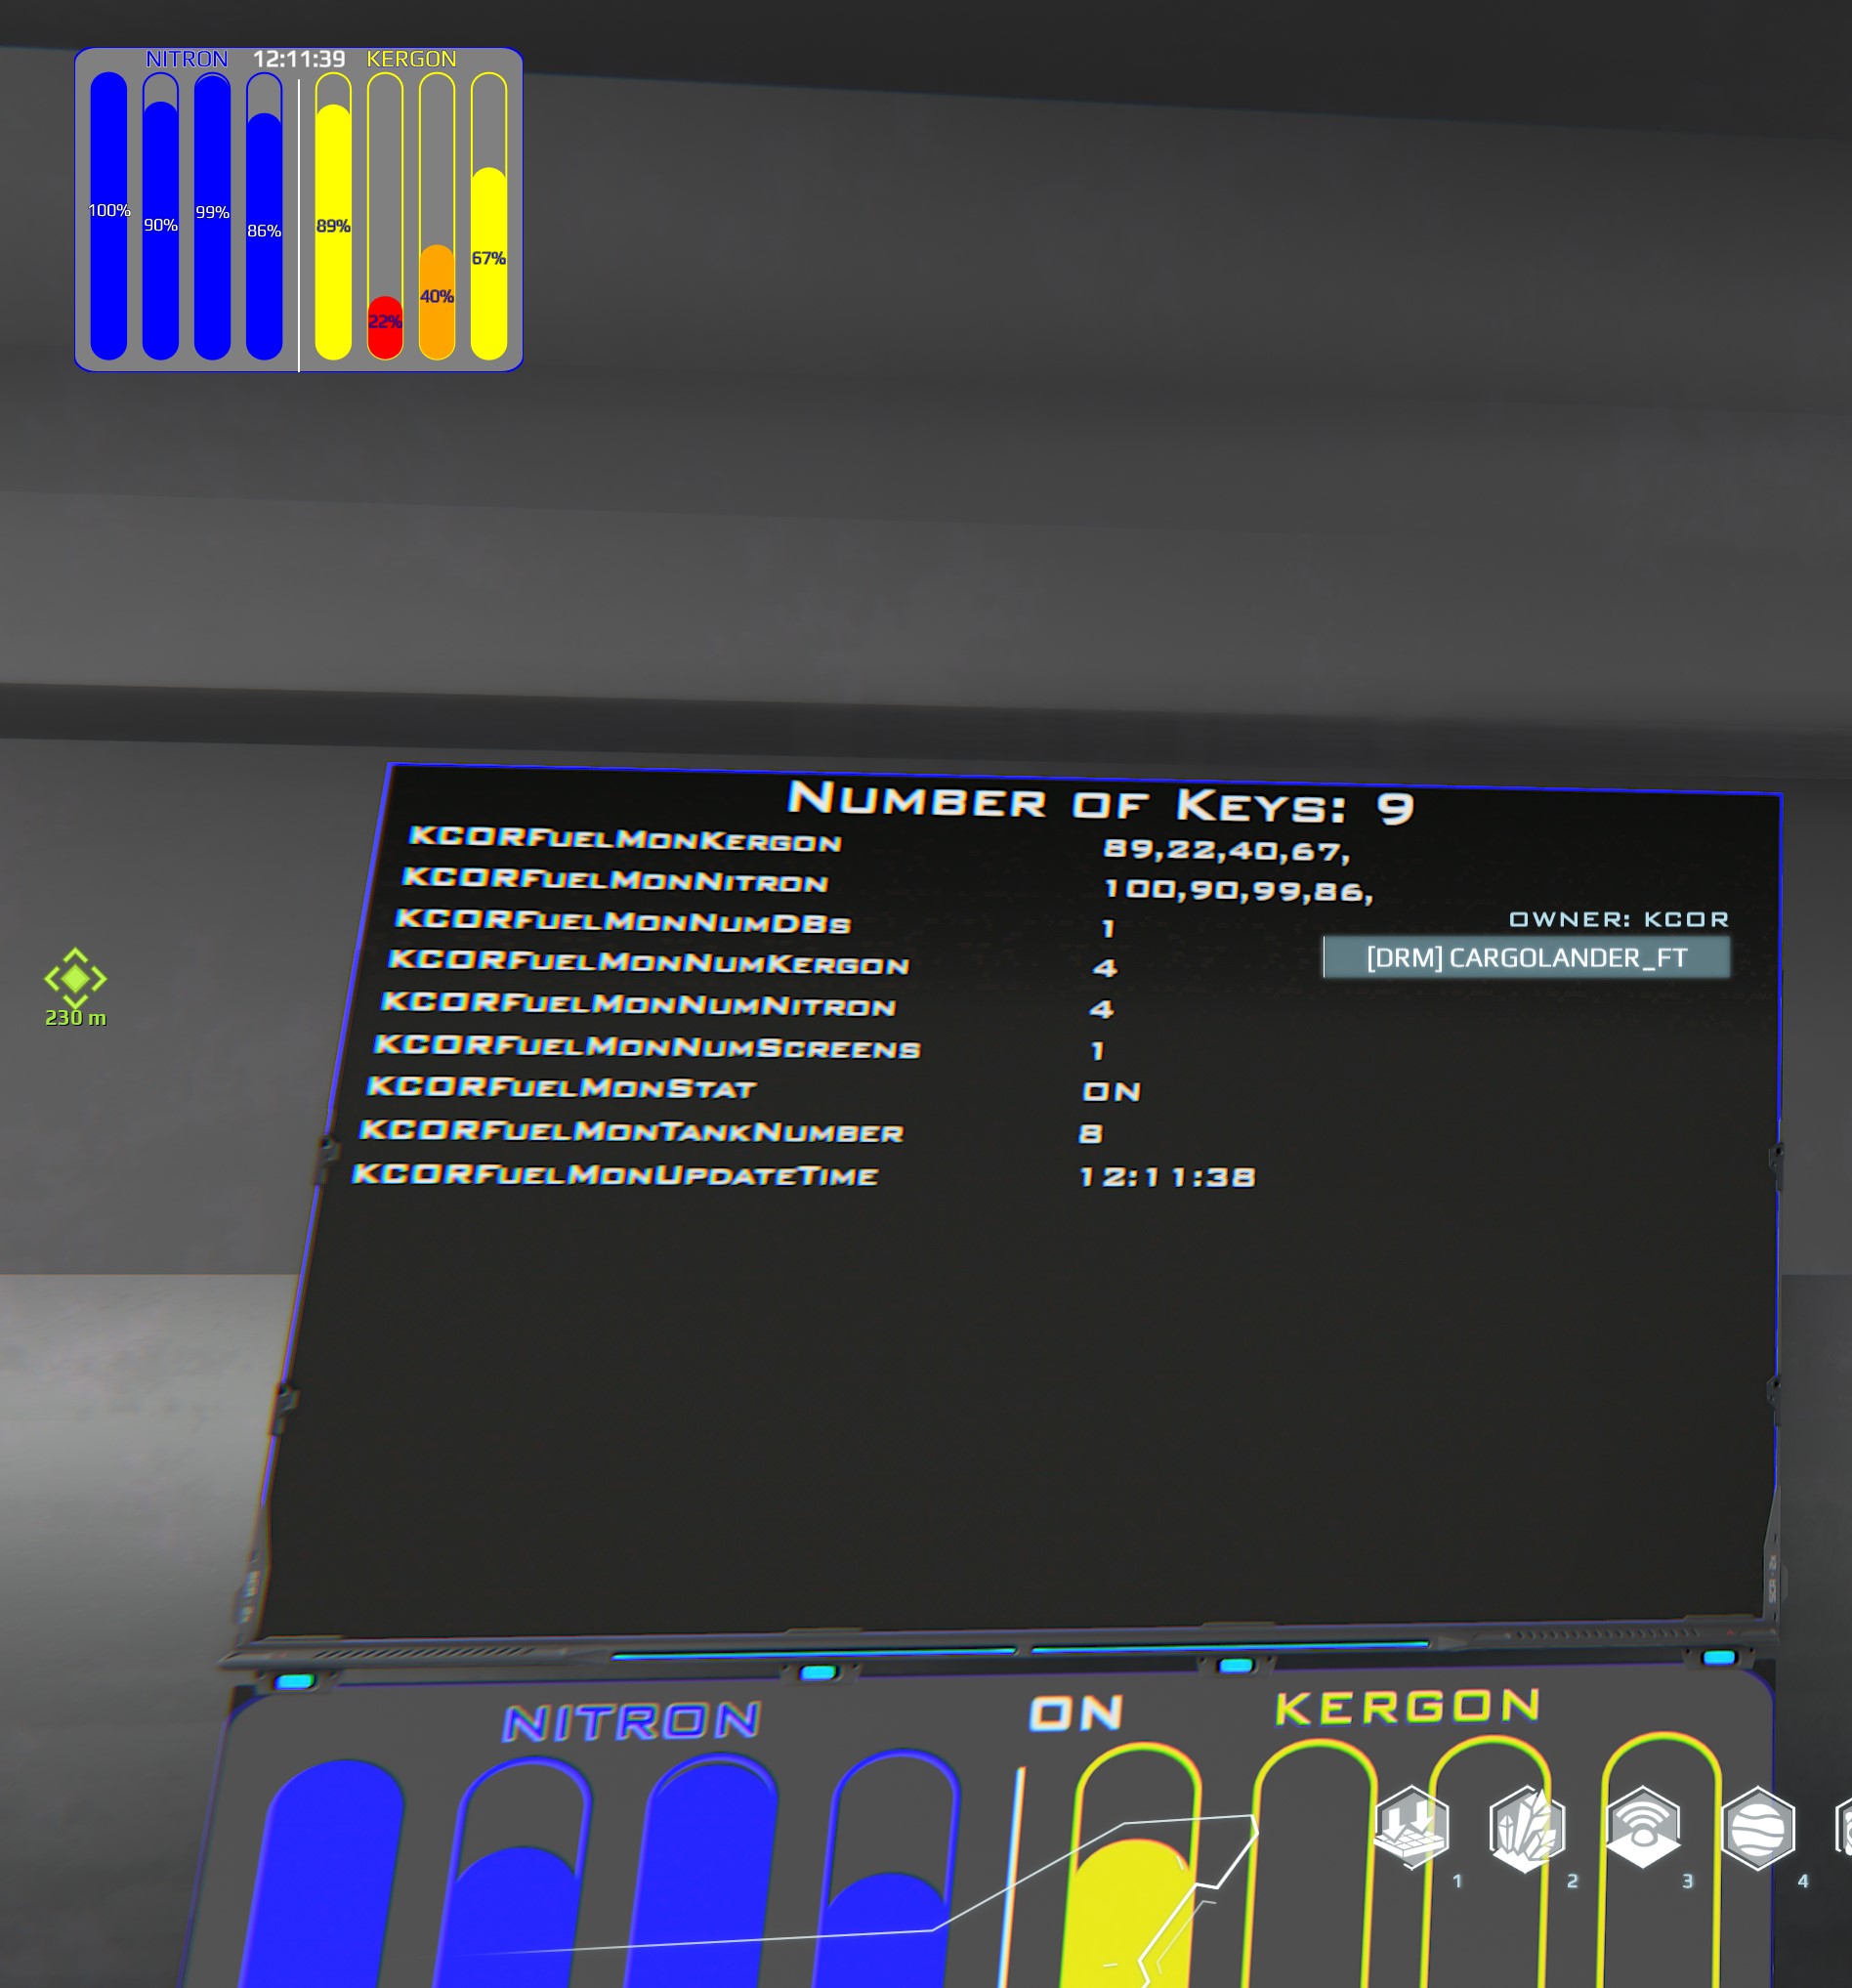 NITRON 12:11:39 KERGON
100% 90% 99% 86% 89% 22% 40% 67%
NUMBER OF KEYS: 9
KCORFUELMONKERGON 89,22,40,67,
KCORFUELMONNITRON 100,90,99,86,
KCORFUELMONNUMDBS 1
OWNER: KCOR
KCORFUELMONNUMKERGON 4
[DRM] CARGOLANDER_FT
KCORFUELMONNUMNITRON 4
230 m
KCORFUELMONNUMSCREENS 1
KCORFUELMONSTAT ON
KCORFUELMONTANKNUMBER 8
KCORFUELMONUPDATETIME 12:11:38
NITRON ON KERGON
1 2 3 4